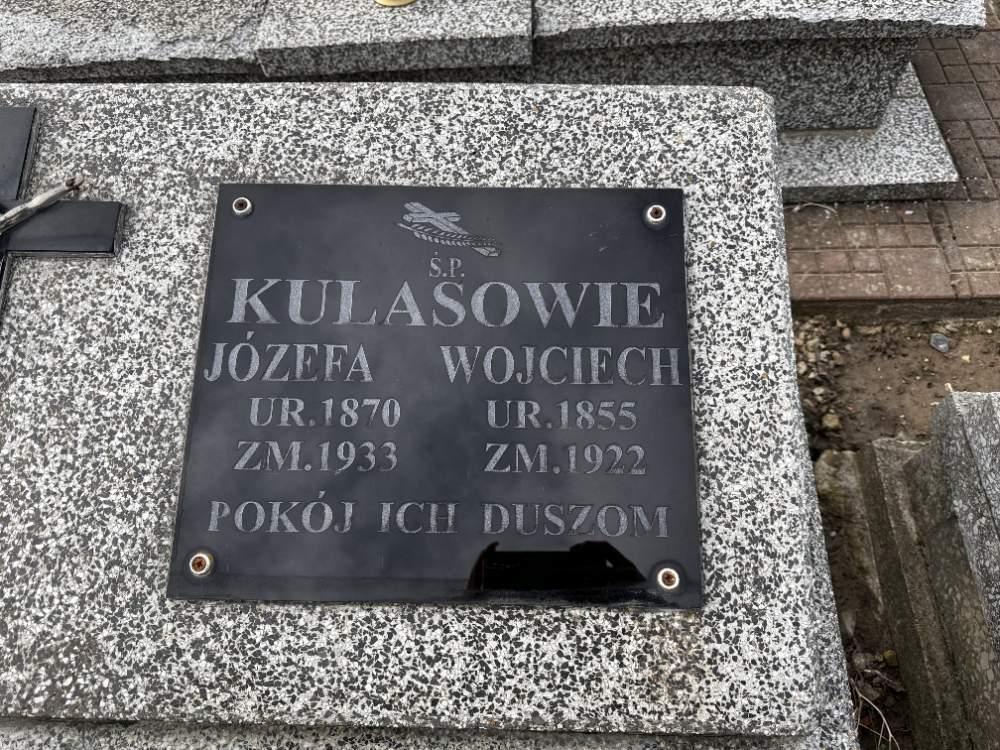 Ś.P.
KULASOWIE
JÓZEFA WOJCIECH
UR.1870 UR.1855
ZM.1933 ZM.1922
POKÓJ ICH DUSZOM